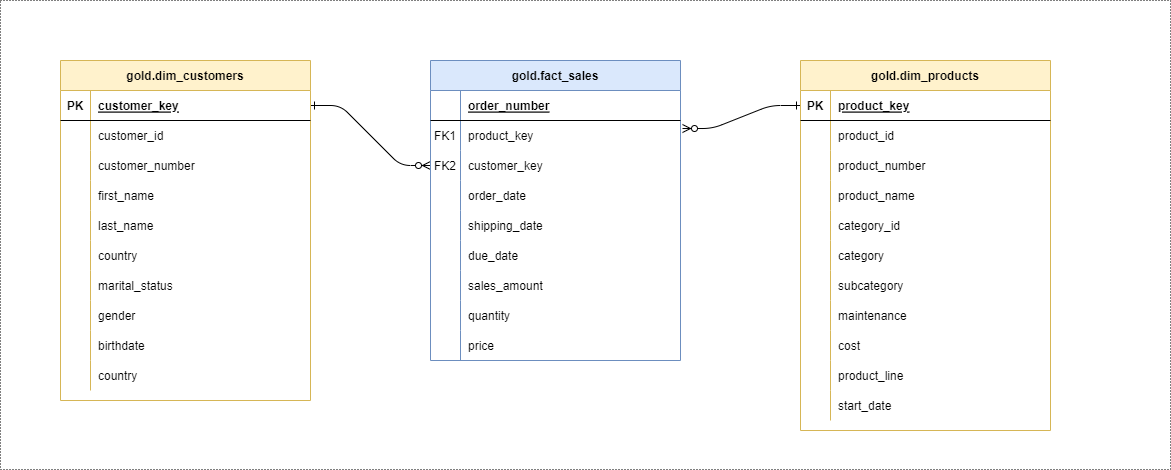 gold.dim_customers
PK customer_key
customer_id
customer_number
first_name
last_name
country
marital_status
gender
birthdate
country
gold.fact_sales
order_number
FK1 product_key
FK2 customer_key
order_date
shipping_date
due_date
sales_amount
quantity
price
gold.dim_products
PK product_key
product_id
product_number
product_name
category_id
category
subcategory
maintenance
cost
product_line
start_date